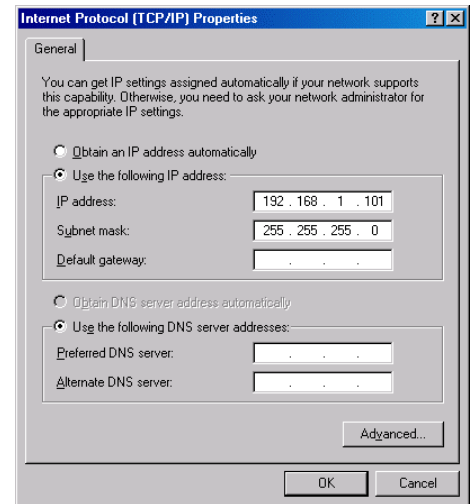 Internet Protocol (TCP/IP) Properties
General
You can get IP settings assigned automatically if your network supports
this capability. Otherwise, you need to ask your network administrator for
the appropriate IP settings.
Obtain an IP address automatically
Use the following IP address:
IP address: 192 . 168 . 1 . 101
Subnet mask: 255 . 255 . 255 . 0
Default gateway: . . .
Obtain DNS server address automatically
Use the following DNS server addresses:
Preferred DNS server: . . .
Alternate DNS server: . . .
Advanced...
OK Cancel